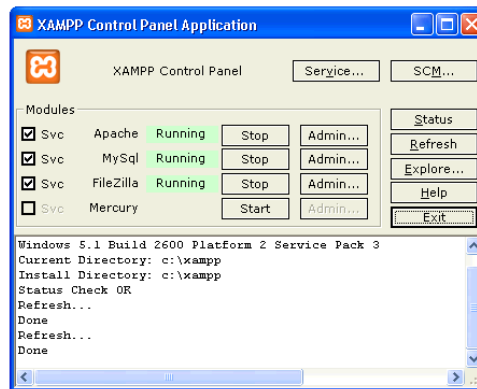 XAMPP Control Panel Application
XAMPP Control Panel
Service...
SCM...
Modules
Svc Apache Running Stop Admin...
Svc MySql Running Stop Admin...
Svc FileZilla Running Stop Admin...
Svc Mercury Start Admin...
Status
Refresh
Explore...
Help
Exit
Windows 5.1 Build 2600 Platform 2 Service Pack 3
Current Directory: c:\xampp
Install Directory: c:\xampp
Status Check OK
Refresh...
Done
Refresh...
Done